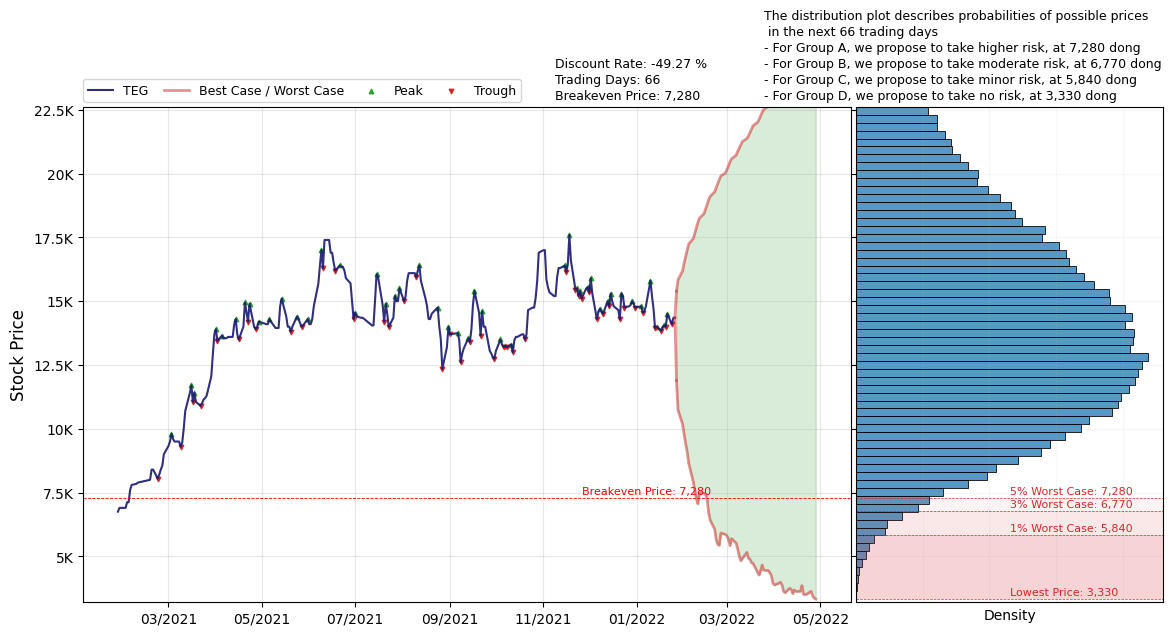 The distribution plot describes probabilities of possible prices
in the next 66 trading days
- For Group A, we propose to take higher risk, at 7,280 dong
- For Group B, we propose to take moderate risk, at 6,770 dong
- For Group C, we propose to take minor risk, at 5,840 dong
- For Group D, we propose to take no risk, at 3,330 dong
Discount Rate: -49.27 %
Trading Days: 66
Breakeven Price: 7,280
TEG
Best Case / Worst Case
Peak
Trough
Stock Price
22.5K
20K
17.5K
15K
12.5K
10K
7.5K
5K
Breakeven Price: 7,280
03/2021
05/2021
07/2021
09/2021
11/2021
01/2022
03/2022
05/2022
5% Worst Case: 7,280
3% Worst Case: 6,770
1% Worst Case: 5,840
Lowest Price: 3,330
Density